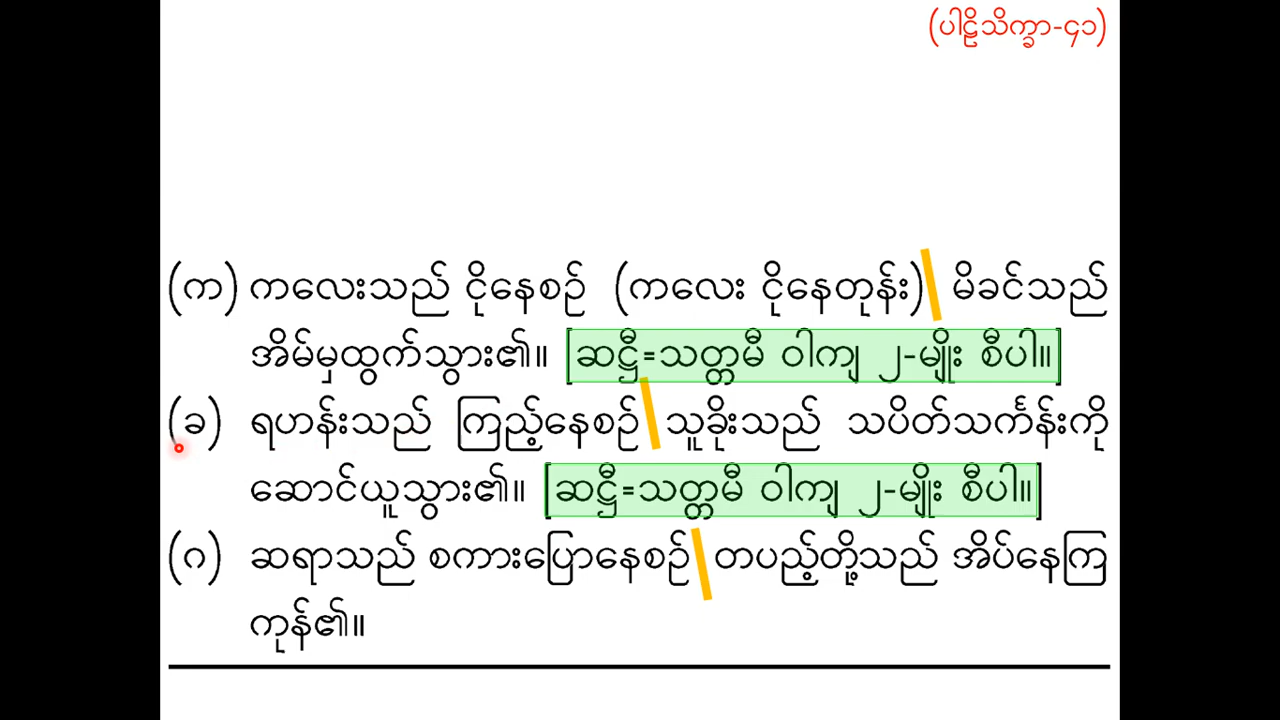 (ပါဠိသိက္ခာ-၄၁)
(က) ကလေးသည် ငိုနေစဉ် (ကလေး ငိုနေတုန်း) မိခင်သည်
အိမ်မှထွက်သွား၏။ [ဆဋ္ဌီ=သတ္တမီ ဝါကျ ၂-မျိုး စီပါ။]
(ခ) ရဟန်းသည် ကြည့်နေစဉ် သူခိုးသည် သပိတ်သင်္ကန်းကို
ဆောင်ယူသွား၏။ [ဆဋ္ဌီ=သတ္တမီ ဝါကျ ၂-မျိုး စီပါ။]
(ဂ) ဆရာသည် စကားပြောနေစဉ် တပည့်တို့သည် အိပ်နေကြ
ကုန်၏။